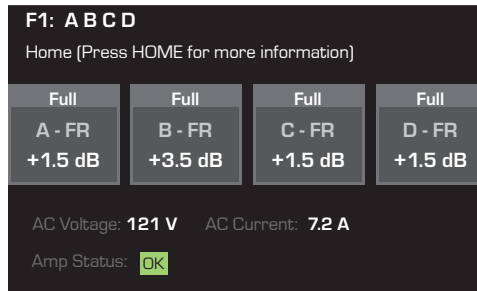 F1: A B C D
Home (Press HOME for more information)
Full Full Full Full
A - FR B - FR C - FR D - FR
+1.5 dB +3.5 dB +1.5 dB +1.5 dB
AC Voltage: 121 V AC Current: 7.2 A
Amp Status: OK